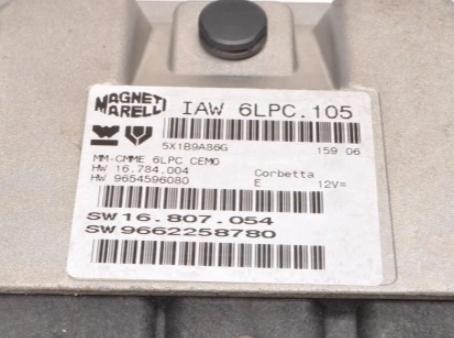 MAGNETI
MARELLI
IAW 6LPC.105
5X1B9A86G 159 06
MM-CMME 6LPC CEMO
HW 16.784.004 Corbetta
HW 9654596080 E 12V=
SW 16.807.054
SW 9662258780